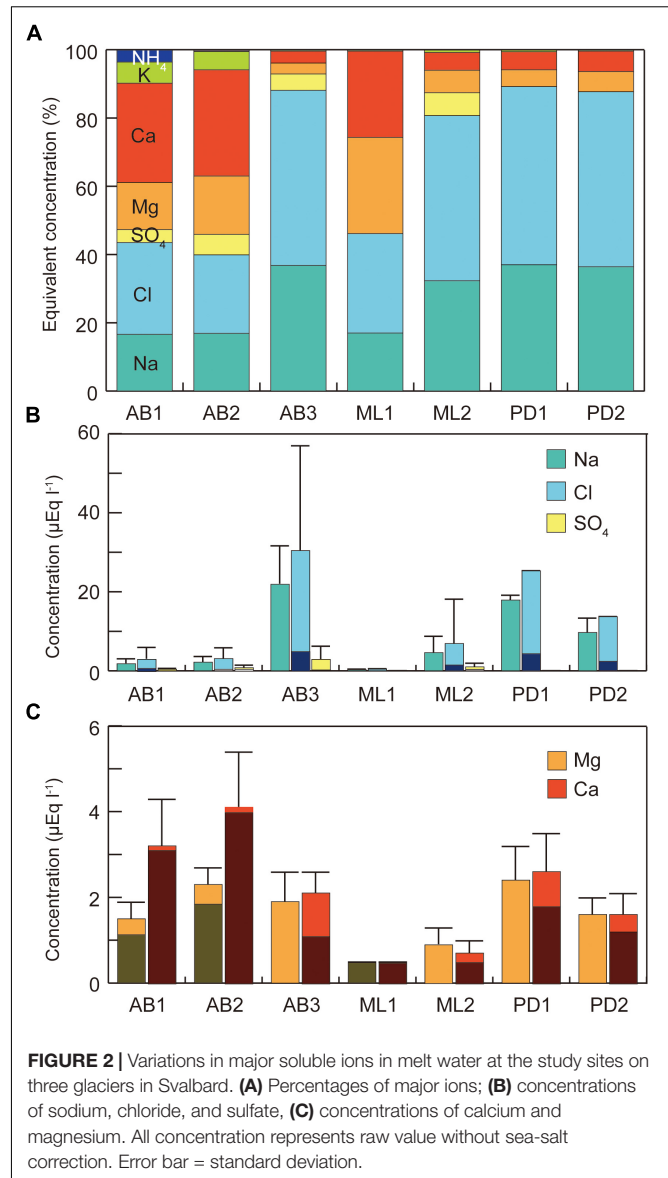 A
Equivalent concentration (%)
100
80
60
40
20
0
NH4
K
Ca
Mg
SO4
Cl
Na
AB1 AB2 AB3 ML1 ML2 PD1 PD2
B
Concentration (µEq l-1)
60
40
20
0
Na
Cl
SO4
AB1 AB2 AB3 ML1 ML2 PD1 PD2
C
Concentration (µEq l-1)
6
4
2
0
Mg
Ca
AB1 AB2 AB3 ML1 ML2 PD1 PD2
FIGURE 2 | Variations in major soluble ions in melt water at the study sites on
three glaciers in Svalbard. (A) Percentages of major ions; (B) concentrations
of sodium, chloride, and sulfate, (C) concentrations of calcium and
magnesium. All concentration represents raw value without sea-salt
correction. Error bar = standard deviation.